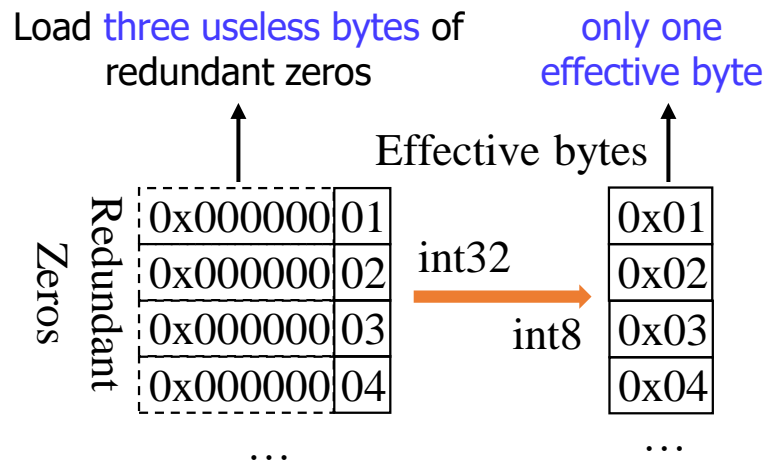 Load three useless bytes of
redundant zeros
only one
effective byte
Effective bytes
Redundant
Zeros
0x000000 01
0x000000 02
0x000000 03
0x000000 04
…
int32
int8
0x01
0x02
0x03
0x04
…